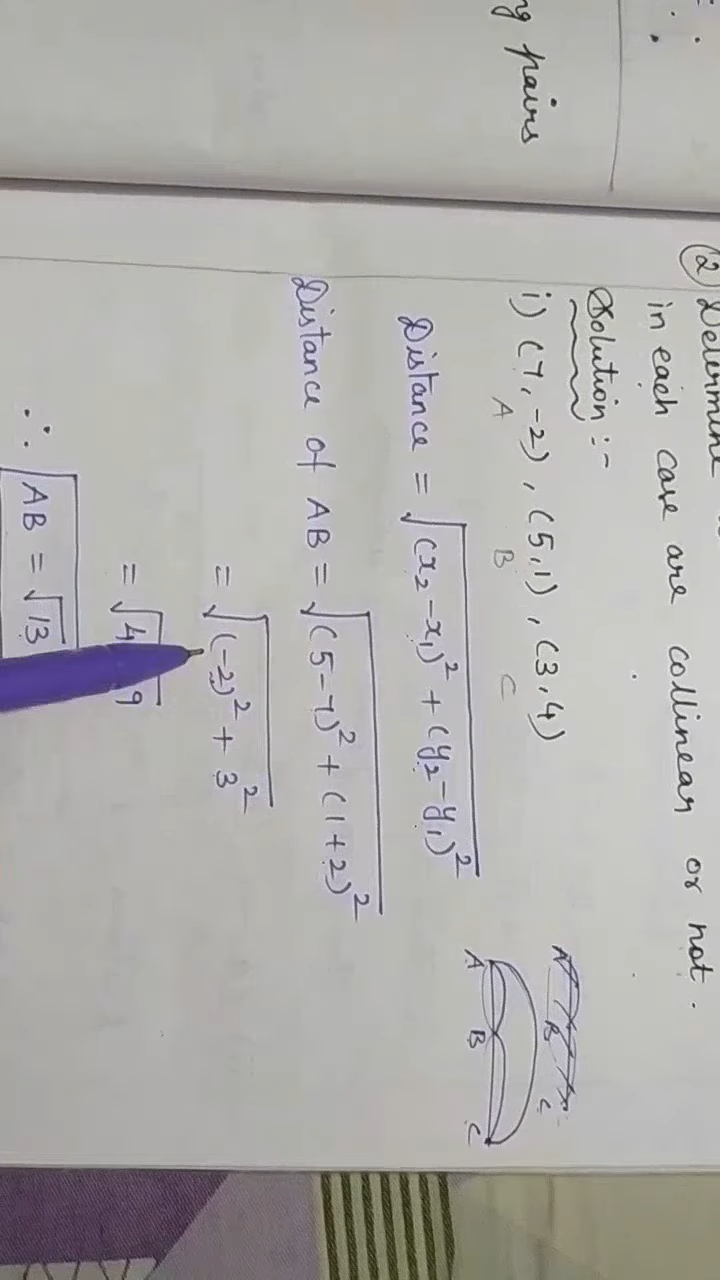 ng pairs
(2) Determine
in each case are collinear or not.
Solution :-
i) (7, -2), (5, 1), (3, 4)
A B C
Distance = √(x₂ - x₁)² + (y₂ - y₁)²
A B C
A B C
Distance of AB = √(5 - 7)² + (1 + 2)²
= √(-2)² + 3²
= √4 9
∴ AB = √13